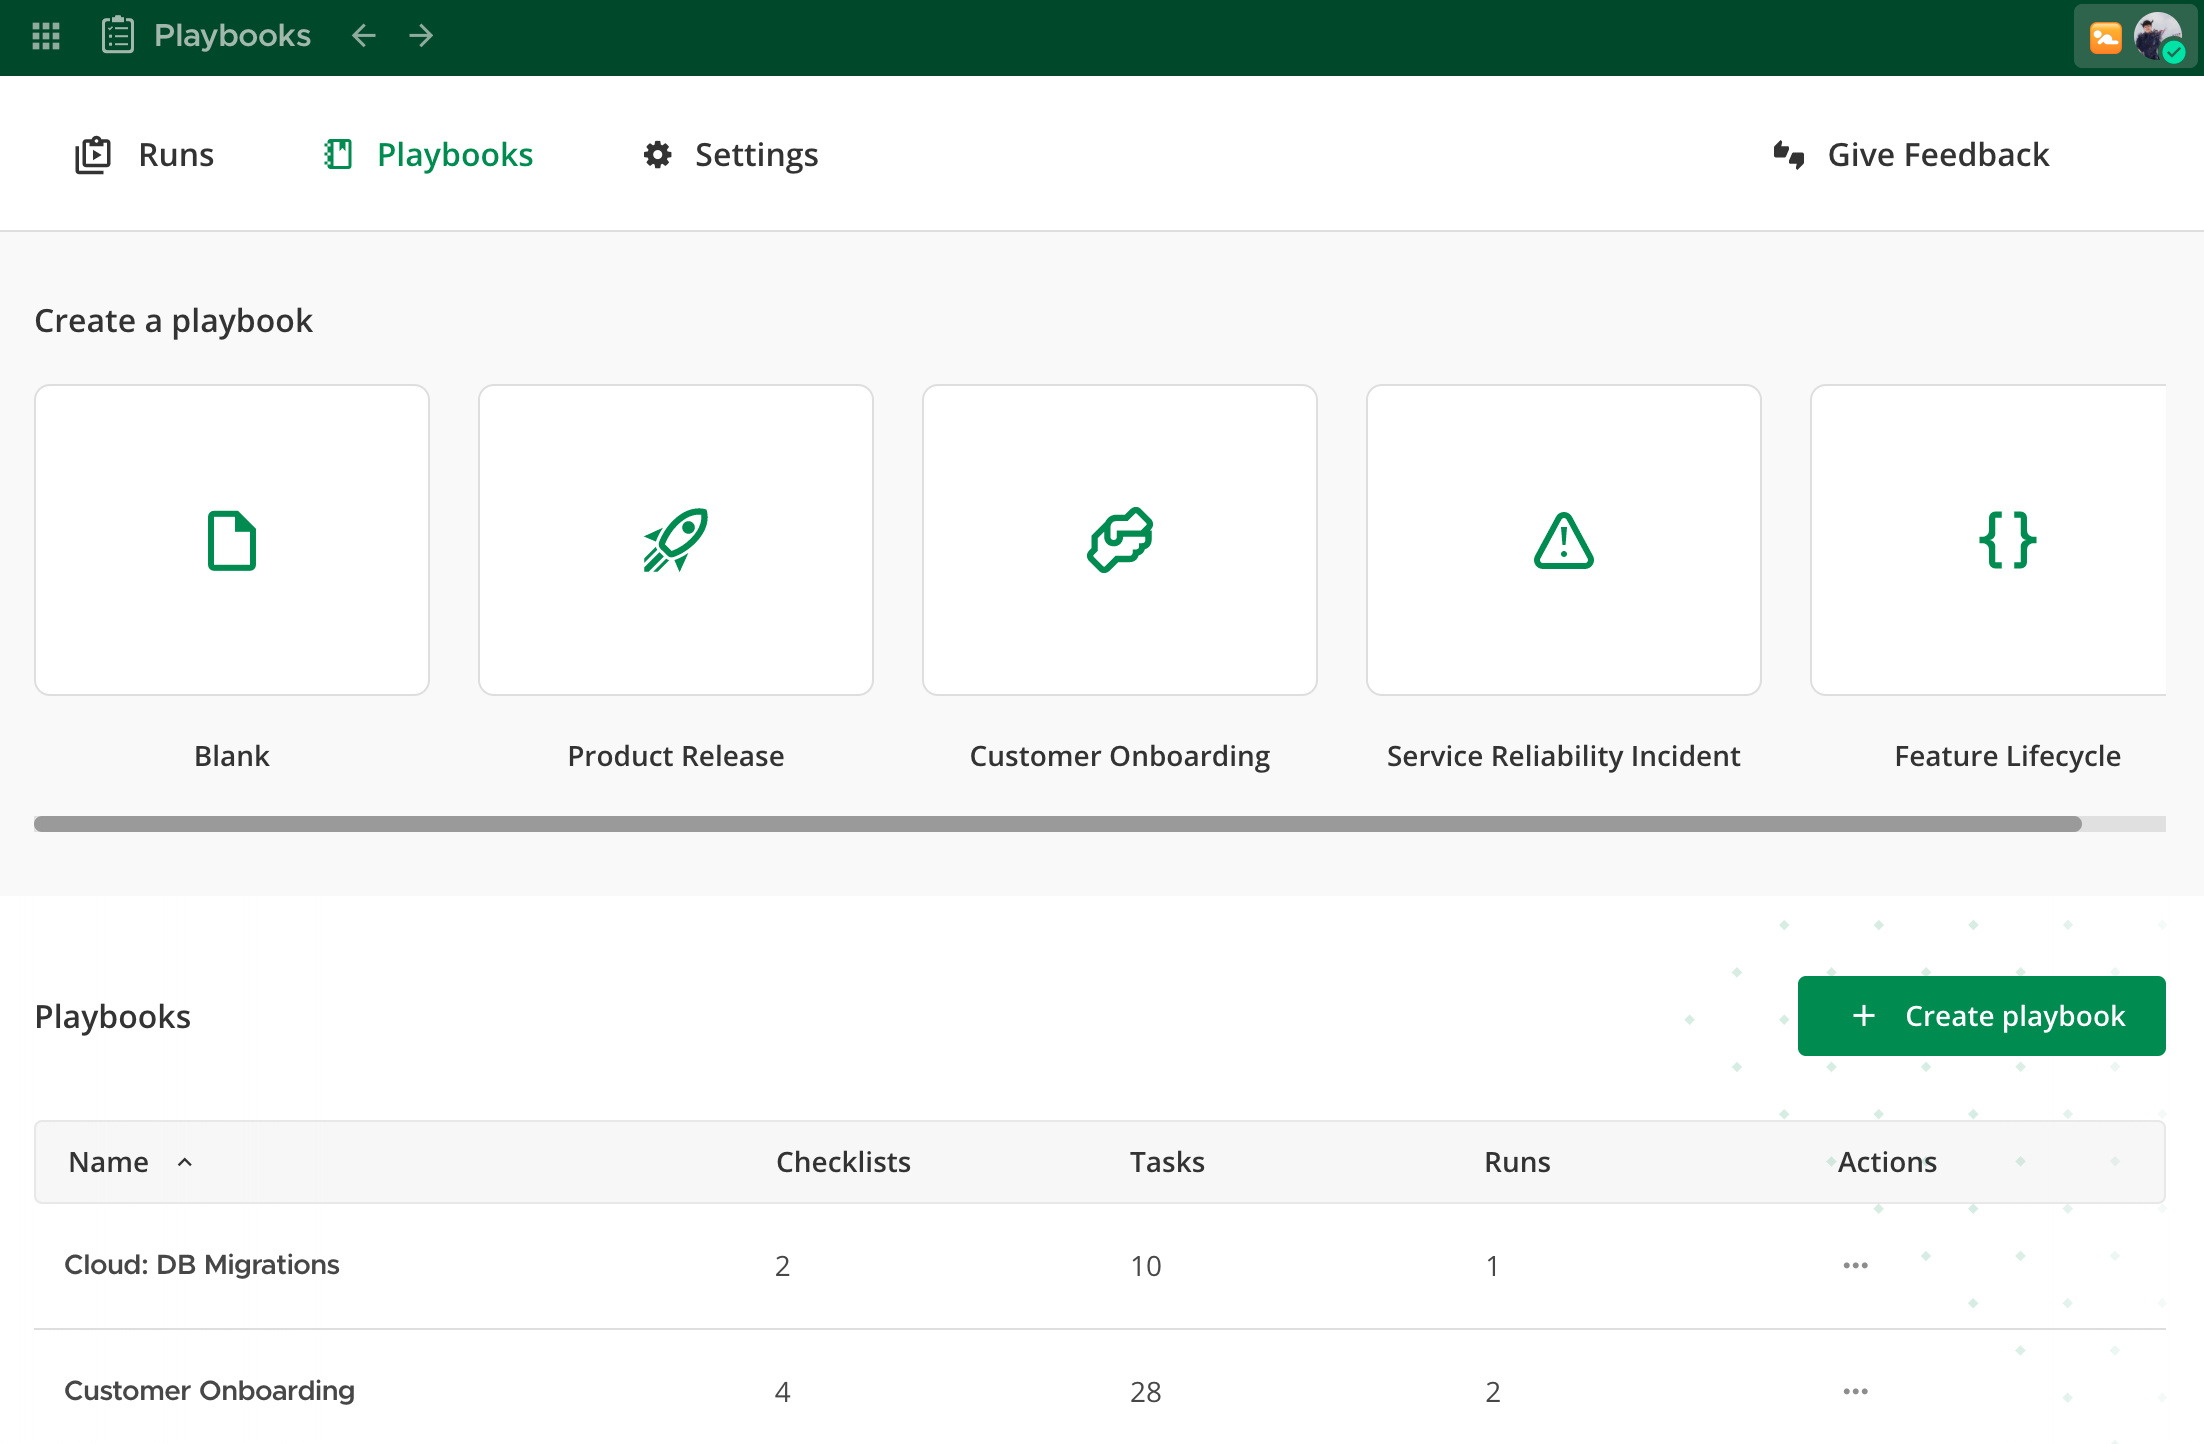 Playbooks
Runs
Playbooks
Settings
Give Feedback
Create a playbook
Blank
Product Release
Customer Onboarding
Service Reliability Incident
Feature Lifecycle
Playbooks
Create playbook
Name Checklists Tasks Runs Actions
Cloud: DB Migrations 2 10 1
Customer Onboarding 4 28 2